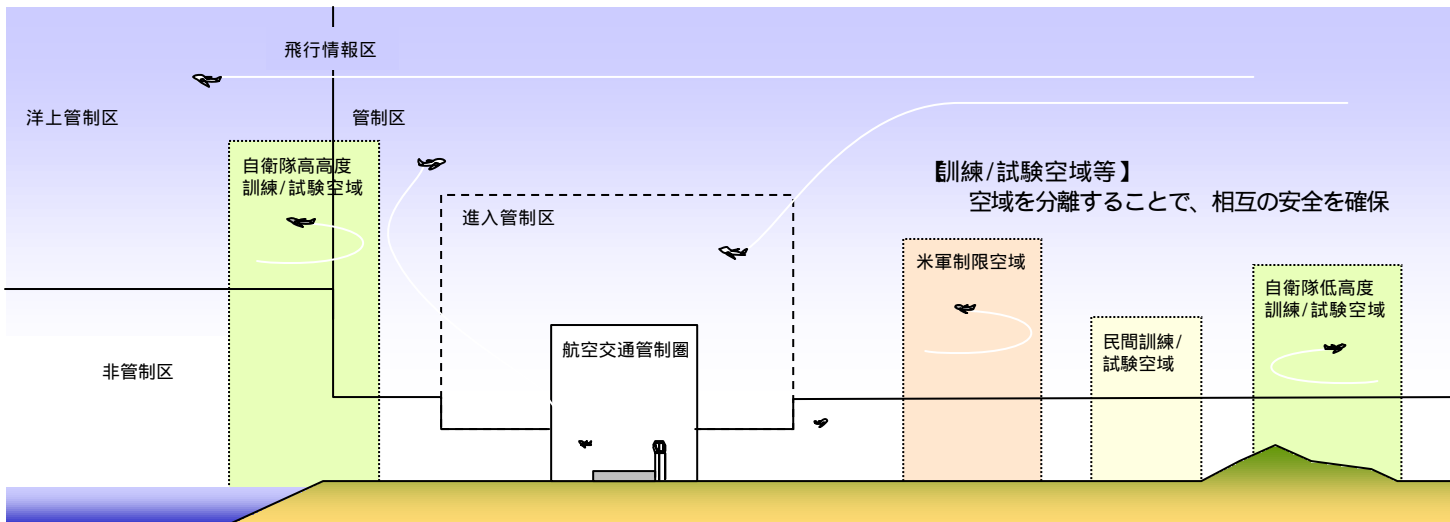 飛行情報区
洋上管制区
管制区
自衛隊高高度
訓練/試験空域
進入管制区
【訓練/試験空域等】
空域を分離することで、相互の安全を確保
米軍制限空域
自衛隊低高度
訓練/試験空域
航空交通管制圏
民間訓練/
試験空域
非管制区